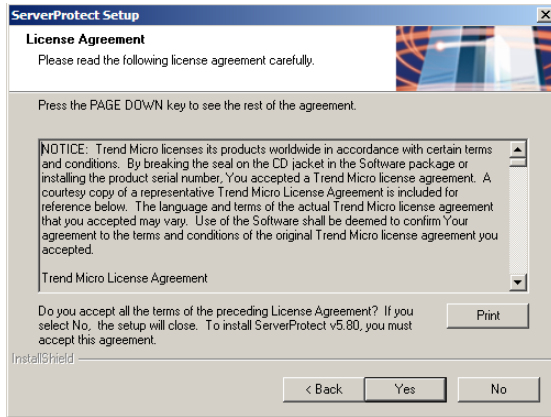 ServerProtect Setup
License Agreement
Please read the following license agreement carefully.
Press the PAGE DOWN key to see the rest of the agreement.
NOTICE:  Trend Micro licenses its products worldwide in accordance with certain terms
and conditions.  By breaking the seal on the CD jacket in the Software package or
installing the product serial number, You accepted a Trend Micro license agreement.  A
courtesy copy of a representative Trend Micro License Agreement is included for
reference below.  The language and terms of the actual Trend Micro license agreement
that you accepted may vary.  Use of the Software shall be deemed to confirm Your
agreement to the terms and conditions of the original Trend Micro license agreement you
accepted.
Trend Micro License Agreement
Do you accept all the terms of the preceding License Agreement?  If you
select No,  the setup will close.  To install ServerProtect v5.80, you must
accept this agreement.
Print
InstallShield
< Back
Yes
No